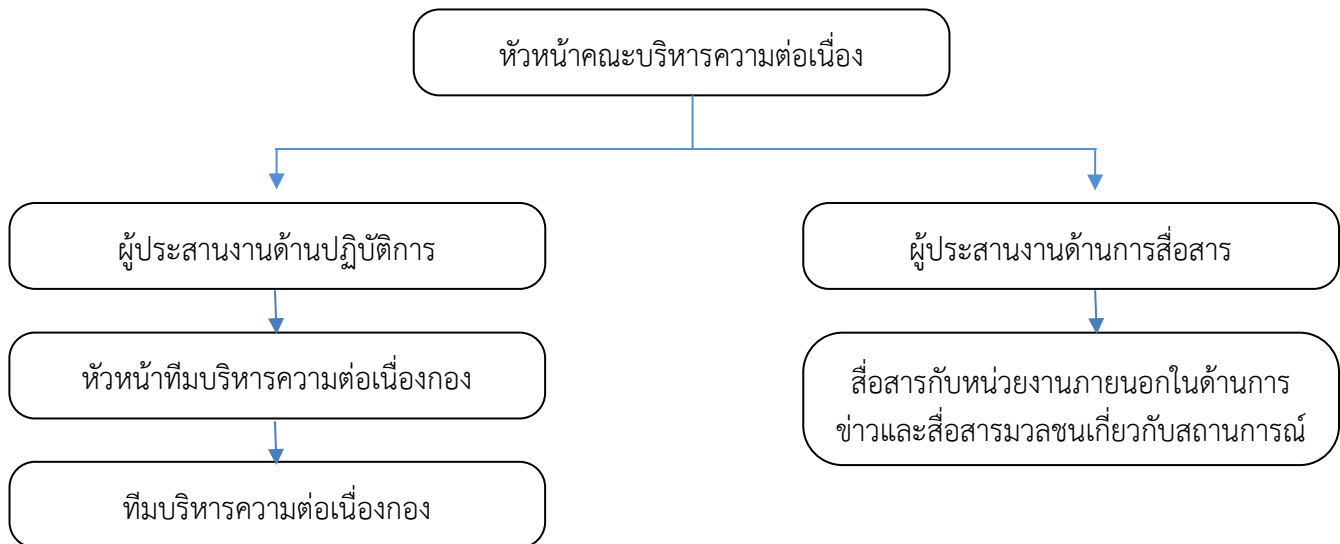 หัวหน้าคณะบริหารความต่อเนื่อง
ผู้ประสานงานด้านปฏิบัติการ
ผู้ประสานงานด้านการสื่อสาร
หัวหน้าทีมบริหารความต่อเนื่องกอง
สื่อสารกับหน่วยงานภายนอกในด้านการ
ข่าวและสื่อสารมวลชนเกี่ยวกับสถานการณ์
ทีมบริหารความต่อเนื่องกอง